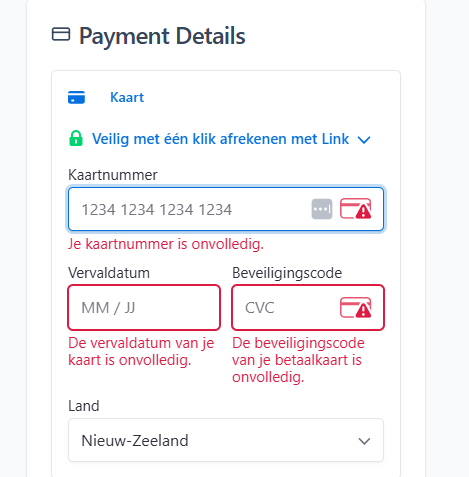 Payment Details
Kaart
Veilig met één klik afrekenen met Link
Kaartnummer
1234 1234 1234 1234
Je kaartnummer is onvolledig.
Vervaldatum Beveiligingscode
MM / JJ CVC
De vervaldatum van je
kaart is onvolledig.
De beveiligingscode
van je betaalkaart is
onvolledig.
Land
Nieuw-Zeeland